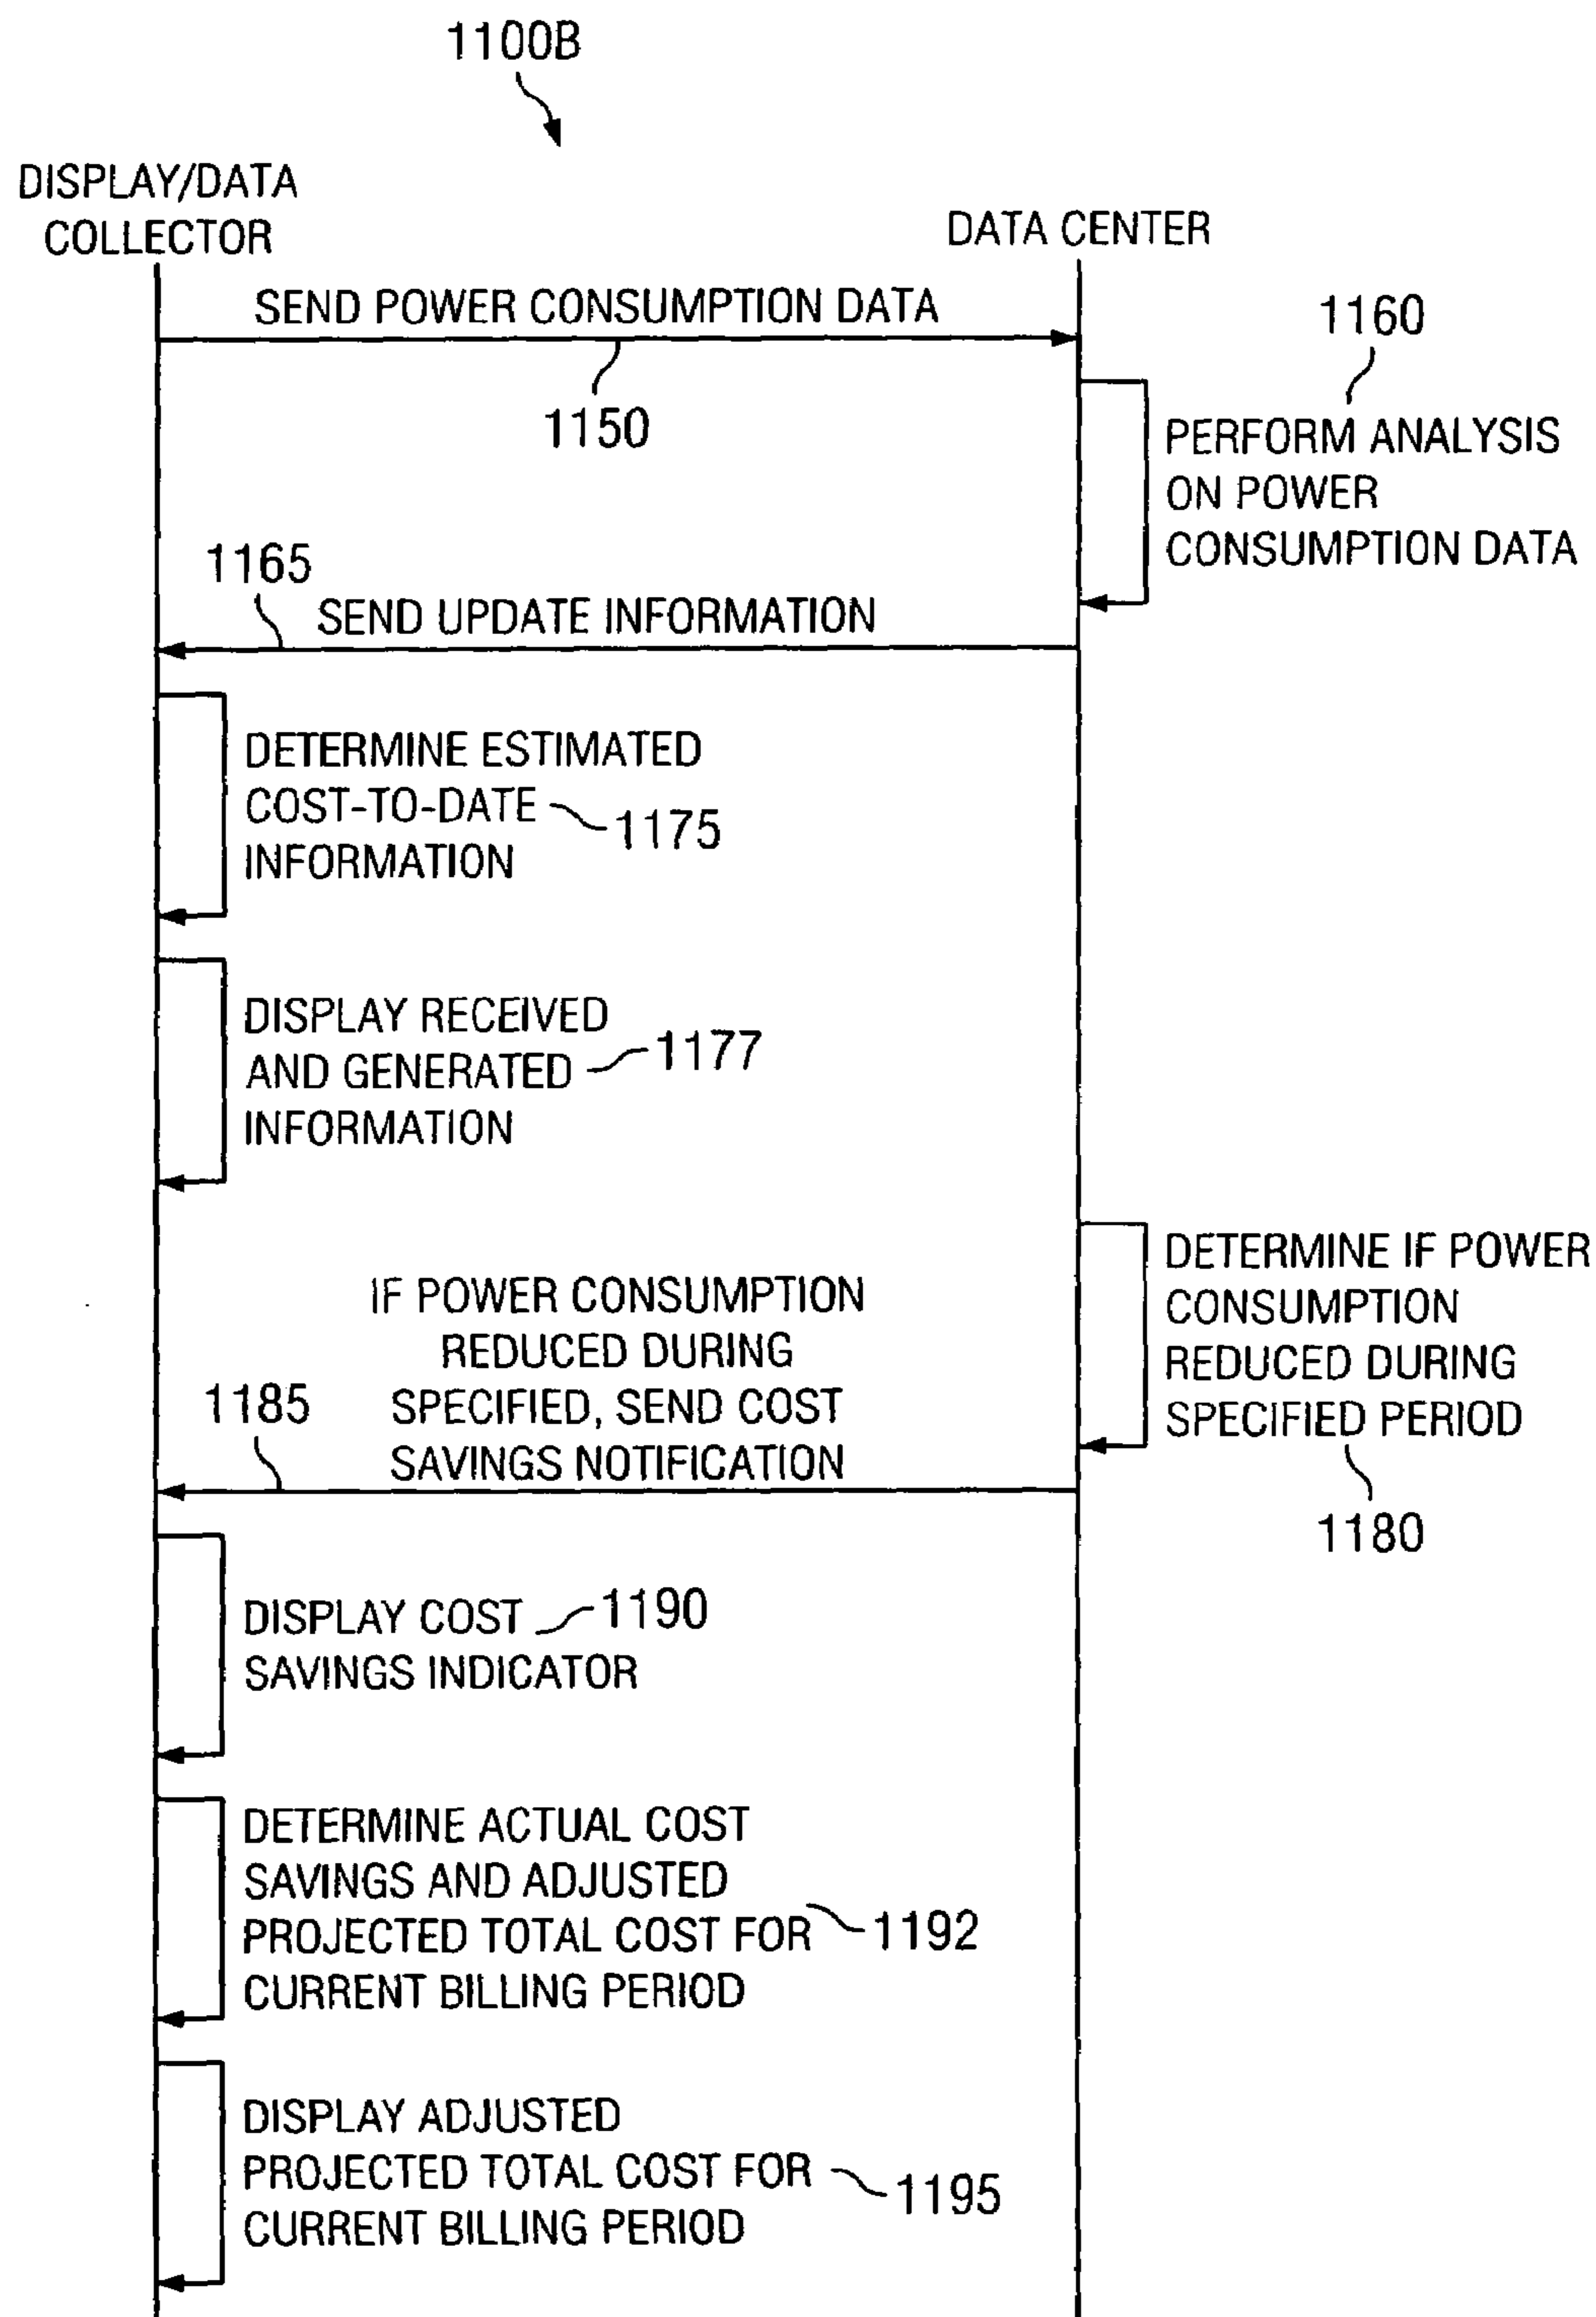 1100B
DISPLAY/DATA
COLLECTOR
DATA CENTER
SEND POWER CONSUMPTION DATA
1150
1160
PERFORM ANALYSIS
ON POWER
CONSUMPTION DATA
1165
SEND UPDATE INFORMATION
DETERMINE ESTIMATED
COST-TO-DATE
INFORMATION
1175
DISPLAY RECEIVED
AND GENERATED
INFORMATION
1177
DETERMINE IF POWER
CONSUMPTION
REDUCED DURING
SPECIFIED PERIOD
1180
IF POWER CONSUMPTION
REDUCED DURING
SPECIFIED, SEND COST
SAVINGS NOTIFICATION
1185
DISPLAY COST
SAVINGS INDICATOR
1190
DETERMINE ACTUAL COST
SAVINGS AND ADJUSTED
PROJECTED TOTAL COST FOR
CURRENT BILLING PERIOD
1192
DISPLAY ADJUSTED
PROJECTED TOTAL COST FOR
CURRENT BILLING PERIOD
1195